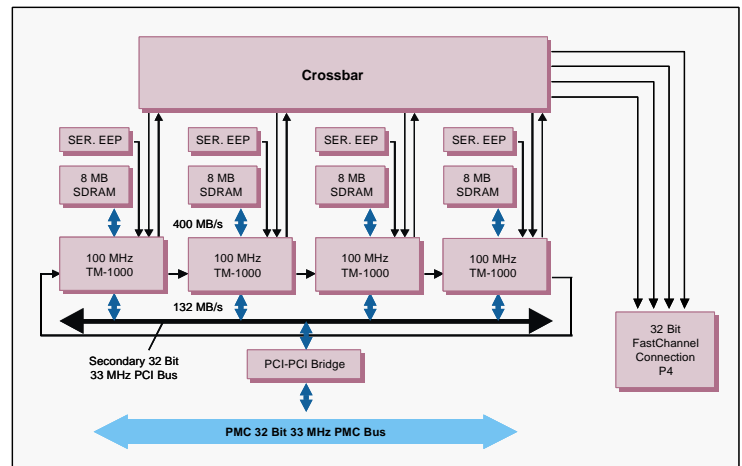 Crossbar
SER. EEP
SER. EEP
SER. EEP
SER. EEP
8 MB
SDRAM
8 MB
SDRAM
8 MB
SDRAM
8 MB
SDRAM
400 MB/s
100 MHz
TM-1000
100 MHz
TM-1000
100 MHz
TM-1000
100 MHz
TM-1000
132 MB/s
Secondary 32 Bit
33 MHz PCI Bus
PCI-PCI Bridge
32 Bit
FastChannel
Connection
P4
PMC 32 Bit 33 MHz PMC Bus